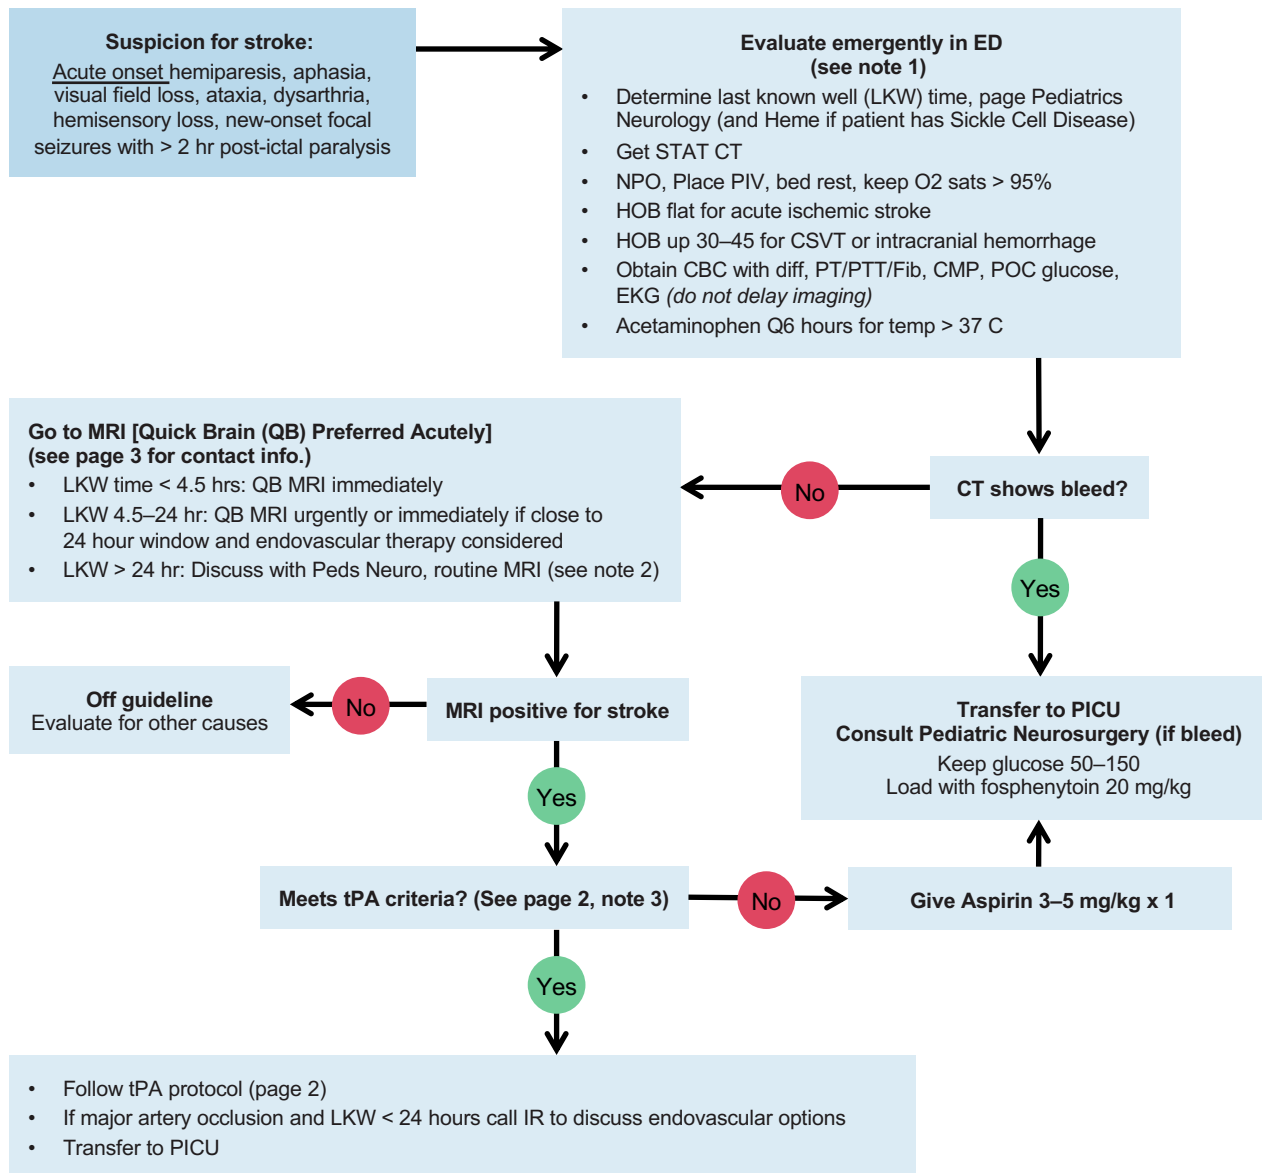 Suspicion for stroke:
Acute onset hemiparesis, aphasia,
visual field loss, ataxia, dysarthria,
hemisensory loss, new-onset focal
seizures with > 2 hr post-ictal paralysis
Evaluate emergently in ED
(see note 1)
• Determine last known well (LKW) time, page Pediatrics
Neurology (and Heme if patient has Sickle Cell Disease)
• Get STAT CT
• NPO, Place PIV, bed rest, keep O2 sats > 95%
• HOB flat for acute ischemic stroke
• HOB up 30–45 for CSVT or intracranial hemorrhage
• Obtain CBC with diff, PT/PTT/Fib, CMP, POC glucose,
EKG (do not delay imaging)
• Acetaminophen Q6 hours for temp > 37 C
CT shows bleed?
No
Yes
Go to MRI [Quick Brain (QB) Preferred Acutely]
(see page 3 for contact info.)
• LKW time < 4.5 hrs: QB MRI immediately
• LKW 4.5–24 hr: QB MRI urgently or immediately if close to
24 hour window and endovascular therapy considered
• LKW > 24 hr: Discuss with Peds Neuro, routine MRI (see note 2)
MRI positive for stroke
No
Off guideline
Evaluate for other causes
Yes
Transfer to PICU
Consult Pediatric Neurosurgery (if bleed)
Keep glucose 50–150
Load with fosphenytoin 20 mg/kg
Meets tPA criteria? (See page 2, note 3)
No
Give Aspirin 3–5 mg/kg x 1
Yes
• Follow tPA protocol (page 2)
• If major artery occlusion and LKW < 24 hours call IR to discuss endovascular options
• Transfer to PICU